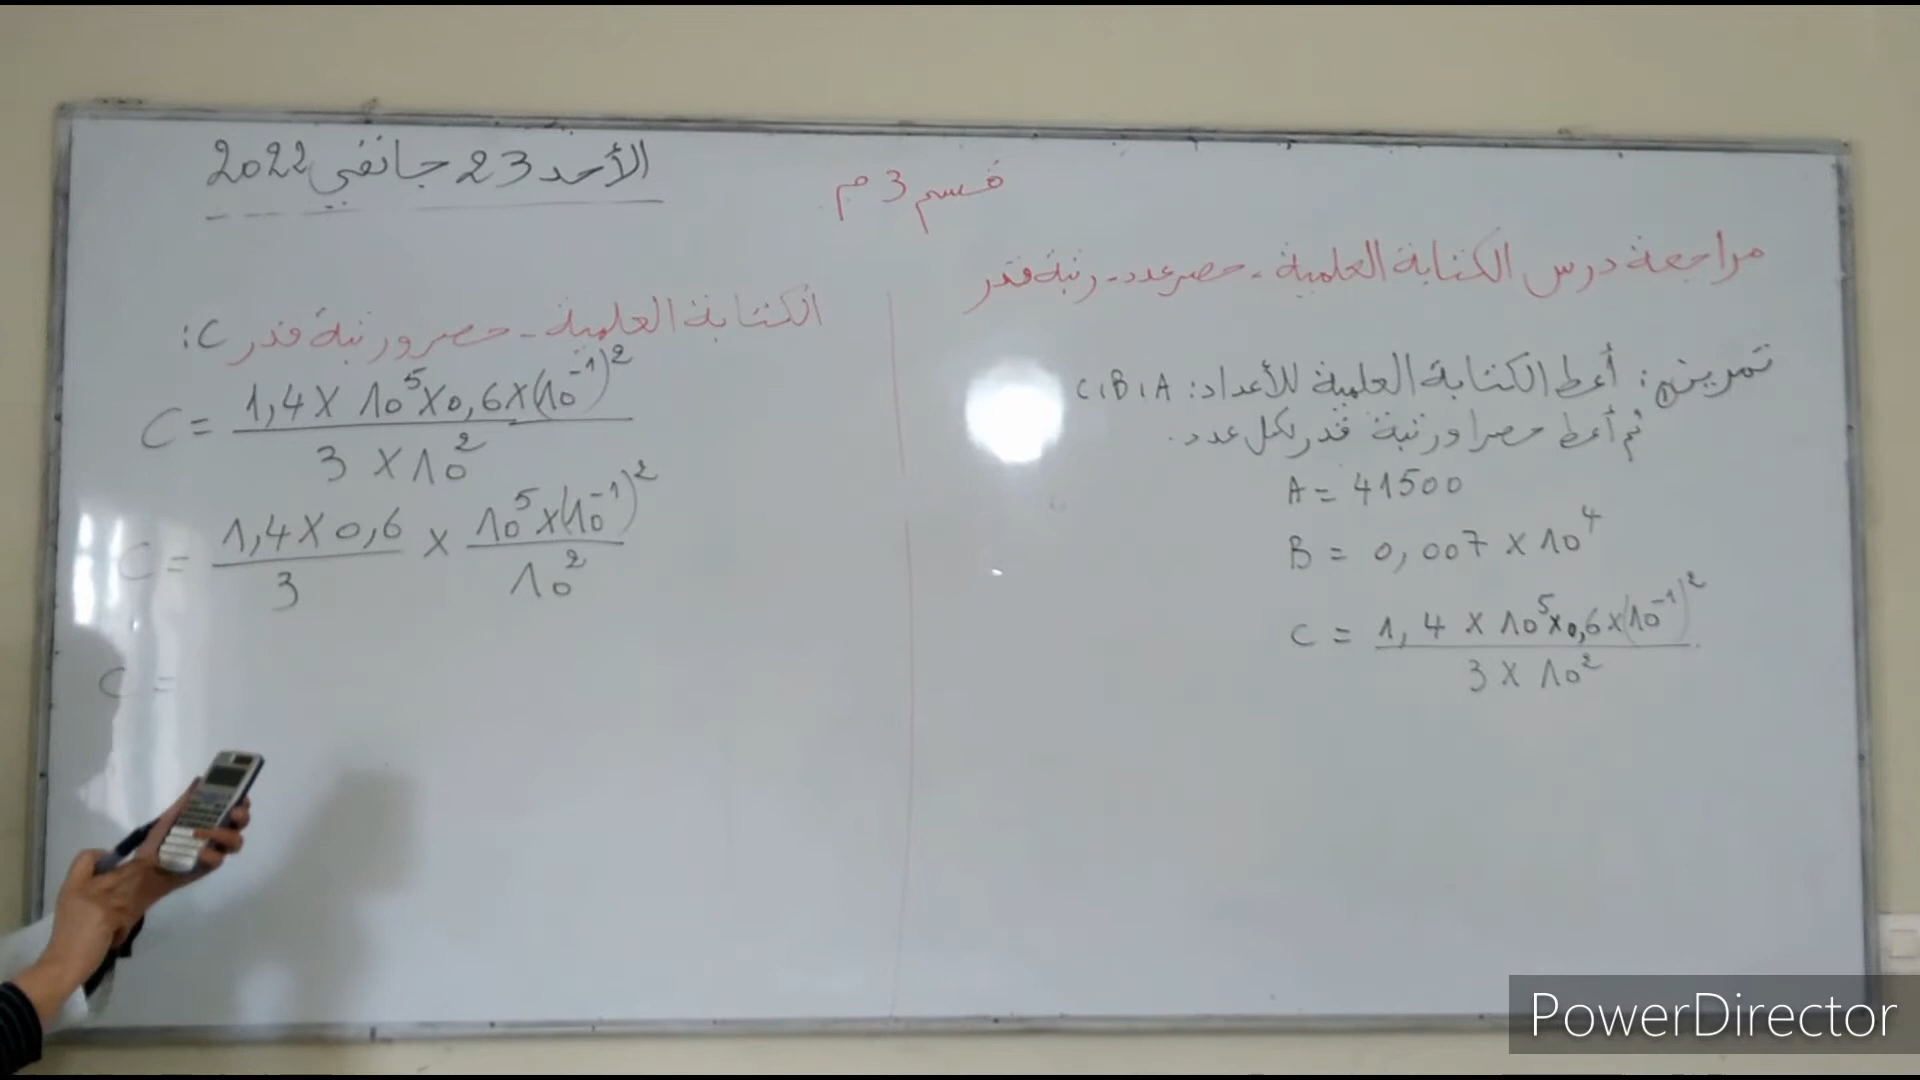 الأحد 23 جانفي 2022
قسم 3 م
مراجعة درس الكتابة العلمية - حصر عدد - رتبة قدر
تمرين 1: أعط الكتابة العلمية للأعداد: C،B،A
ثم أعط حصرا ورتبة قدر لكل عدد.
A = 41500
B = 0,007 × 10^4
C = (1,4 × 10^5 × 0,6 × (10^-1)^2) / (3 × 10^2)
الكتابة العلمية - حصر ورتبة قدر C:
C = (1,4 × 10^5 × 0,6 × (10^-1)^2) / (3 × 10^2)
C = (1,4 × 0,6) / 3 × (10^5 × (10^-1)^2) / 10^2
C =
PowerDirector